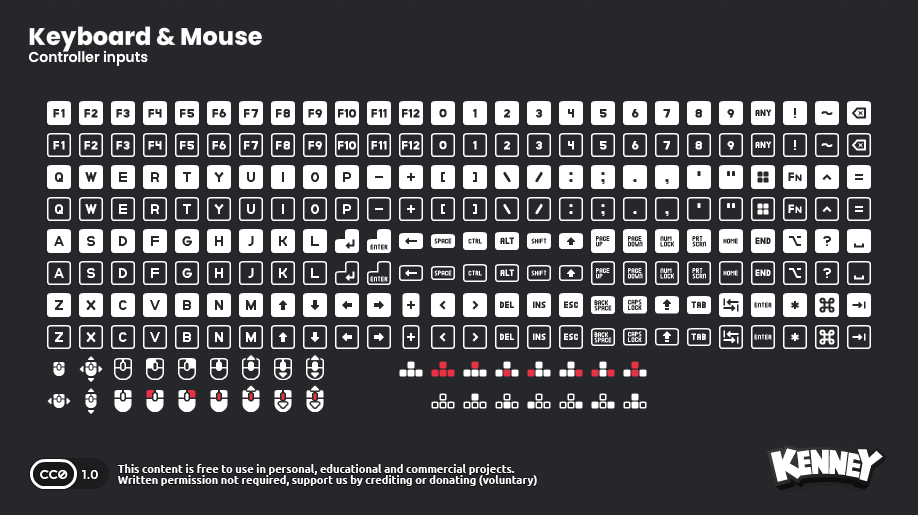 Keyboard & Mouse
Controller inputs
F1 F2 F3 F4 F5 F6 F7 F8 F9 F10 F11 F12 0 1 2 3 4 5 6 7 8 9 ANY ! ~
F1 F2 F3 F4 F5 F6 F7 F8 F9 F10 F11 F12 0 1 2 3 4 5 6 7 8 9 ANY ! ~
Q W E R T Y U I O P - + [ ] \ / : ; . , ' " FN ^ =
Q W E R T Y U I O P - + [ ] \ / : ; . , ' " FN ^ =
A S D F G H J K L ↵ ENTER ← SPACE CTRL ALT SHIFT ↑ PAGE UP PAGE DOWN NUM LOCK PRT SCRN HOME END ⌥ ? ␣
A S D F G H J K L ↵ ENTER ← SPACE CTRL ALT SHIFT ↑ PAGE UP PAGE DOWN NUM LOCK PRT SCRN HOME END ⌥ ? ␣
Z X C V B N M ↑ ↓ ← → + < > DEL INS ESC BACK SPACE CAPS LOCK TAB ENTER * ⌘
Z X C V B N M ↑ ↓ ← → + < > DEL INS ESC BACK SPACE CAPS LOCK TAB ENTER * ⌘
CC0 1.0
This content is free to use in personal, educational and commercial projects.
Written permission not required, support us by crediting or donating (voluntary)
KENNEY